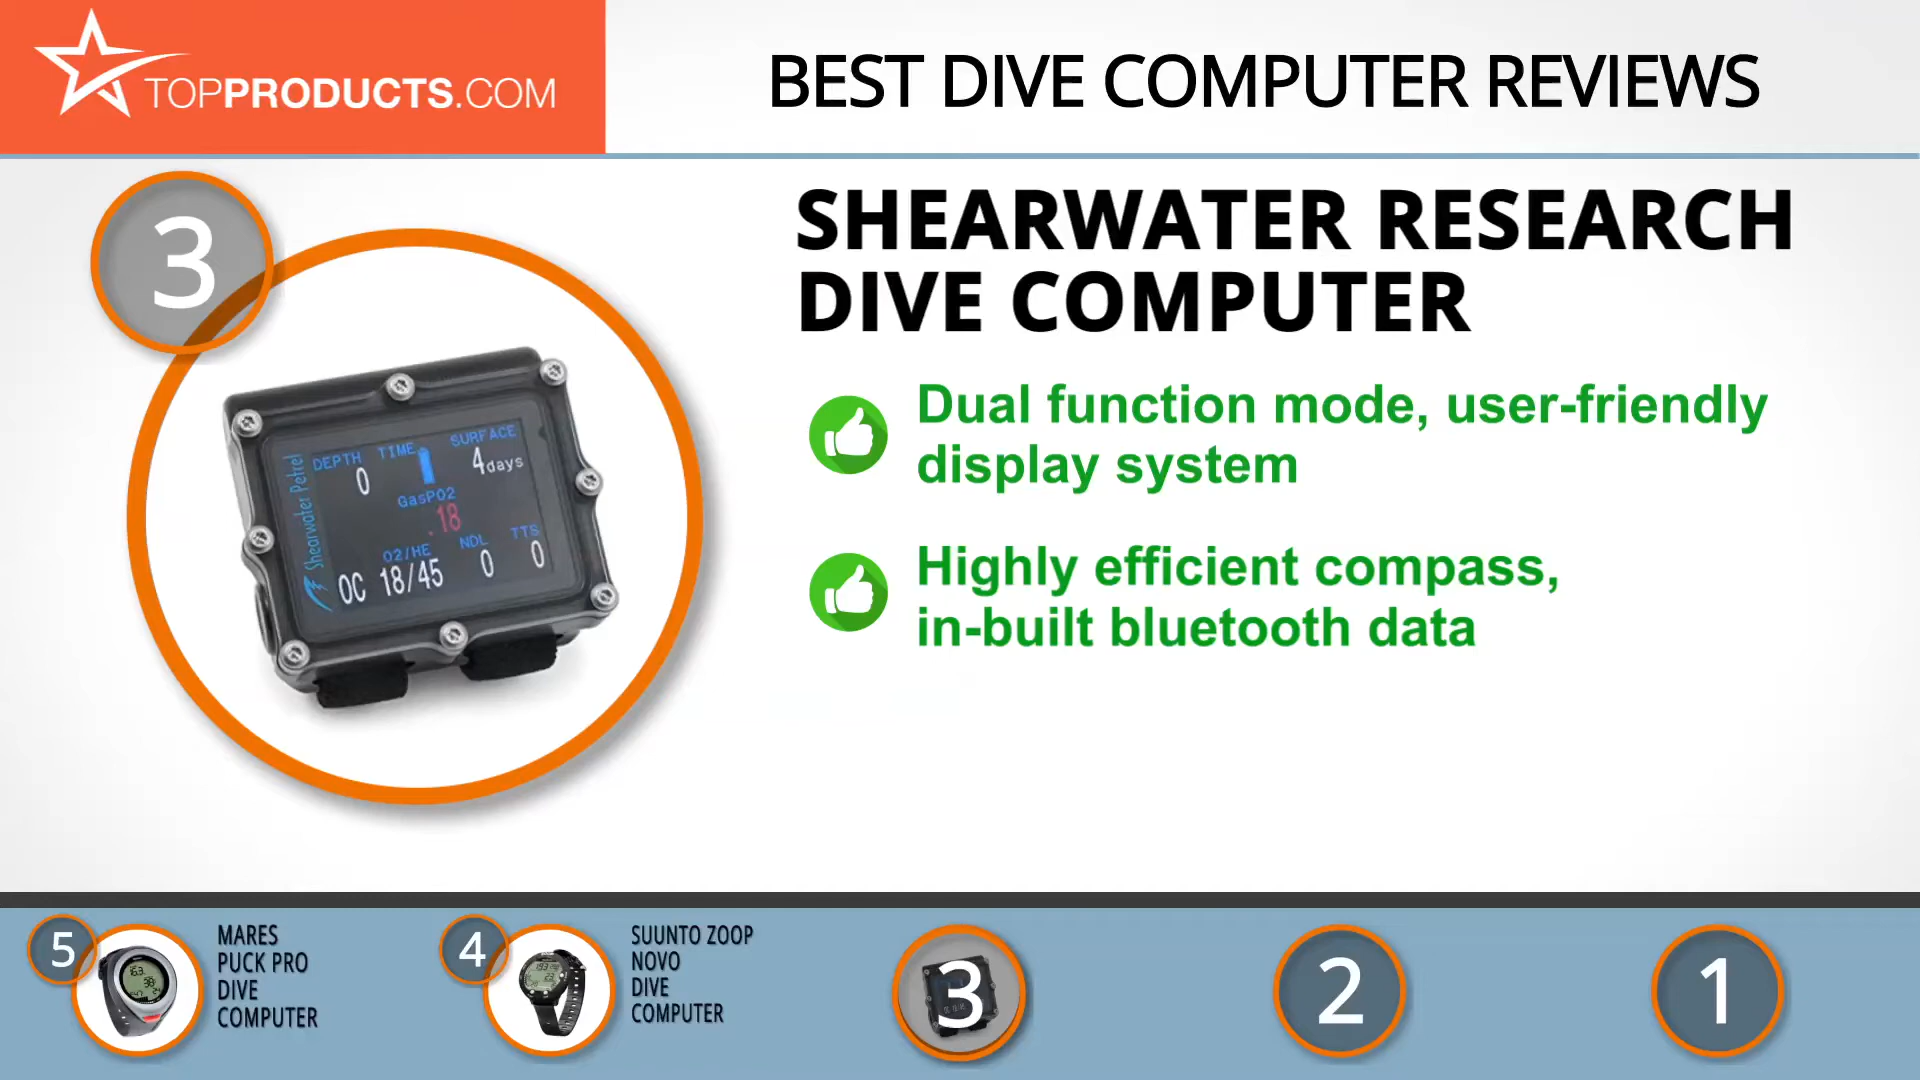 TOPPRODUCTS.COM
BEST DIVE COMPUTER REVIEWS
3
SHEARWATER RESEARCH
DIVE COMPUTER
Dual function mode, user-friendly
display system
Highly efficient compass,
in-built bluetooth data
Shearwater Petrel
DEPTH TIME SURFACE
0 4days
GasPO2
.18
O2/HE NDL TTS
OC 18/45 0 0
5
MARES
PUCK PRO
DIVE
COMPUTER
4
SUUNTO ZOOP
NOVO
DIVE
COMPUTER
3
2
1